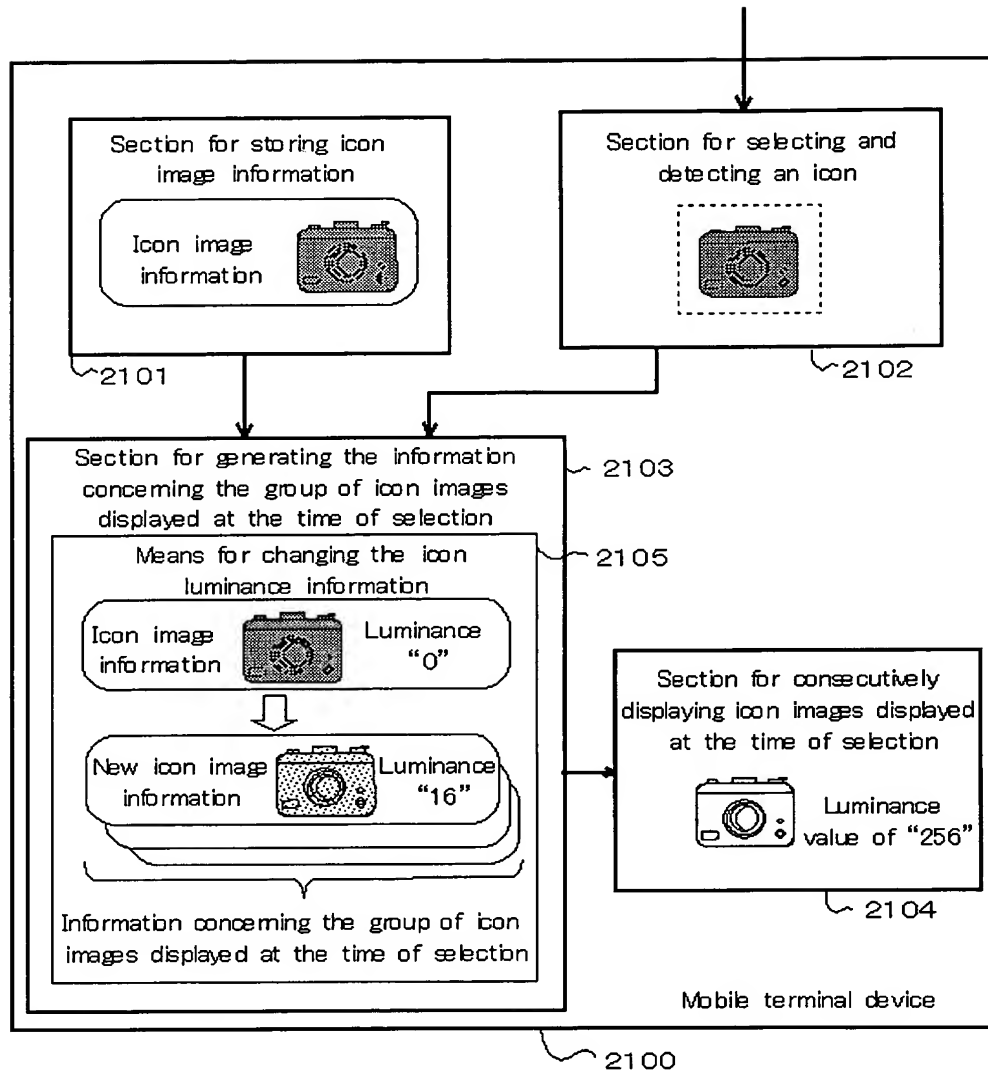 Section for storing icon
image information
Icon image
information
2101
Section for selecting and
detecting an icon
2102
Section for generating the information
concerning the group of icon images
displayed at the time of selection
2103
Means for changing the icon
luminance information
2105
Icon image
information
Luminance
“0”
New icon image
information
Luminance
“16”
Information concerning the group of icon
images displayed at the time of selection
Section for consecutively
displaying icon images displayed
at the time of selection
Luminance
value of “256”
2104
Mobile terminal device
2100